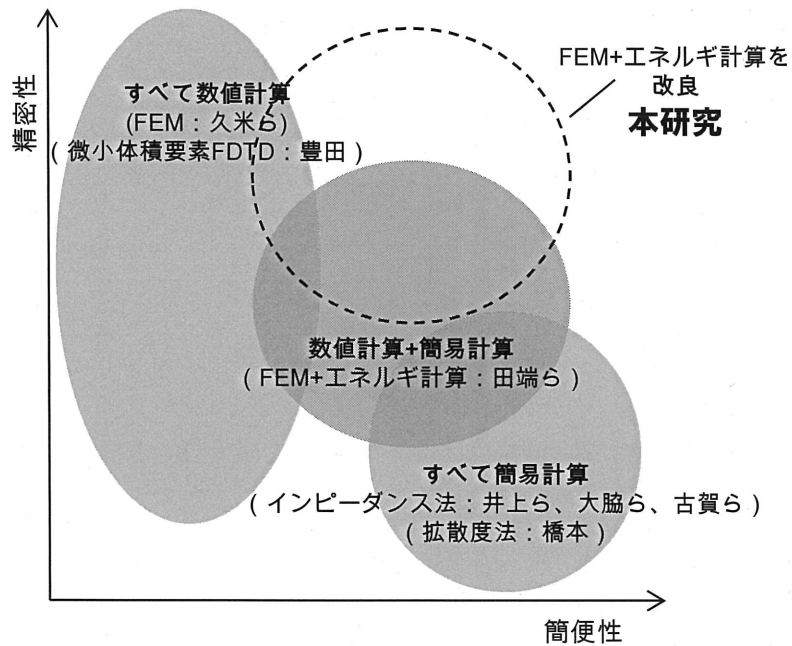 精密性
すべて数値計算
(FEM：久米ら)
(微小体積要素FDTD：豊田)
FEM+エネルギ計算を
改良
本研究
数値計算+簡易計算
(FEM+エネルギ計算：田端ら)
すべて簡易計算
(インピーダンス法：井上ら、大脇ら、古賀ら)
(拡散度法：橋本)
簡便性